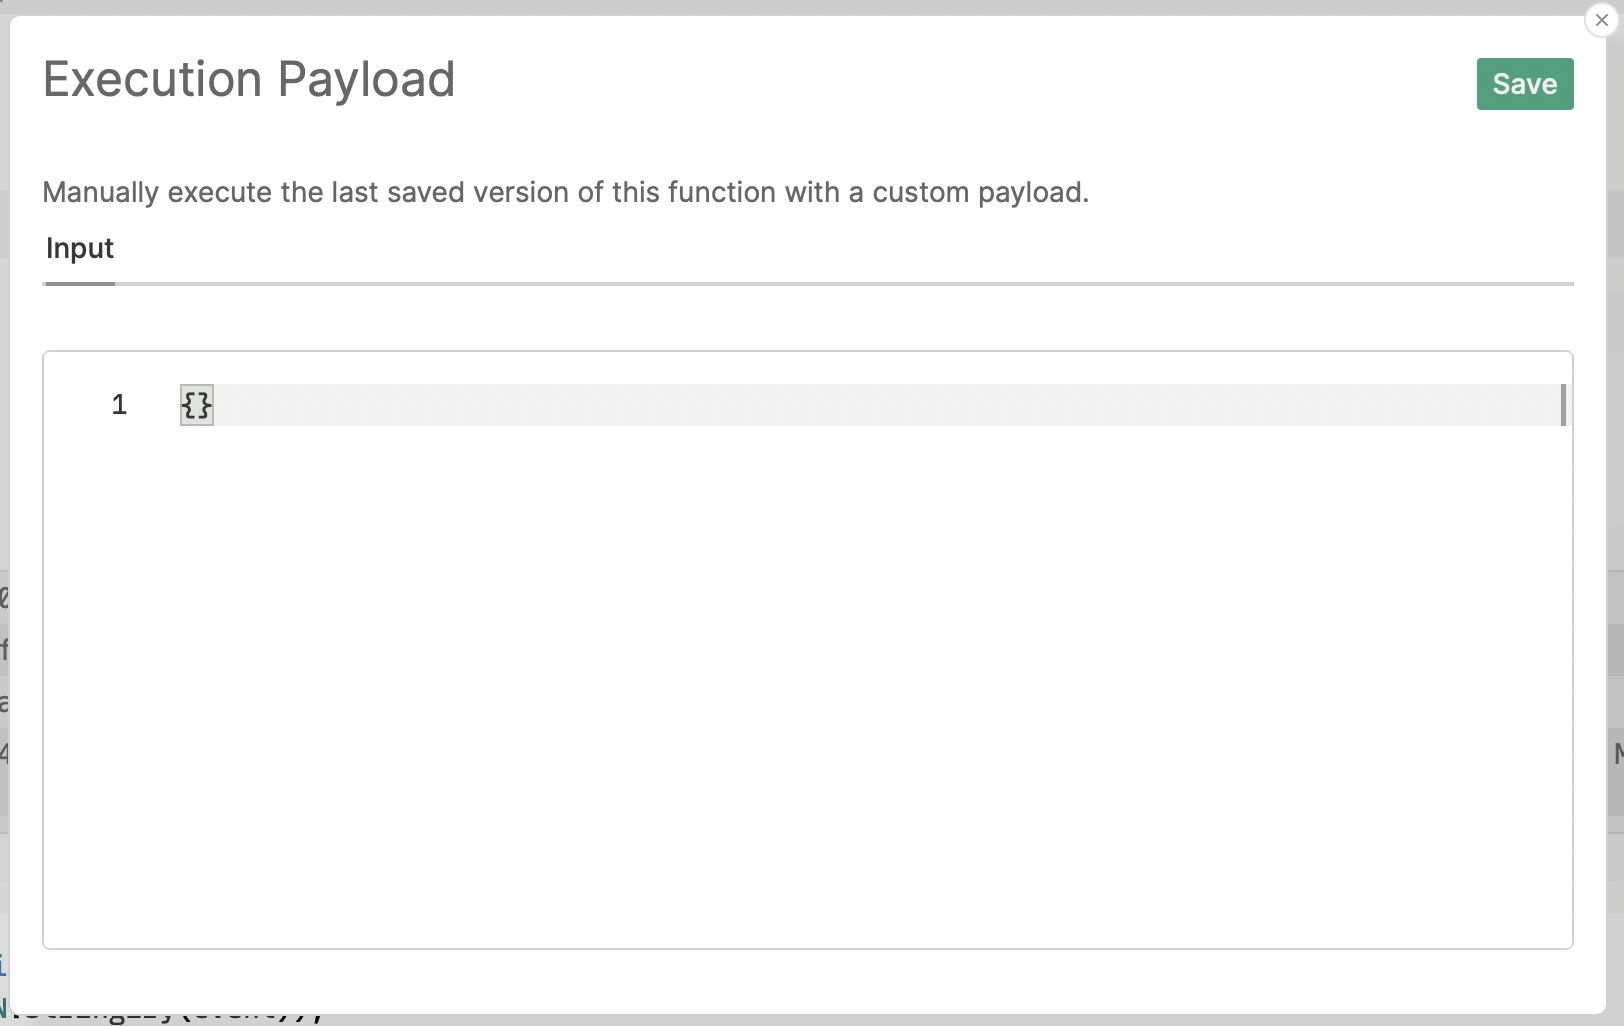 Execution Payload
Save
Manually execute the last saved version of this function with a custom payload.
Input
1 {}